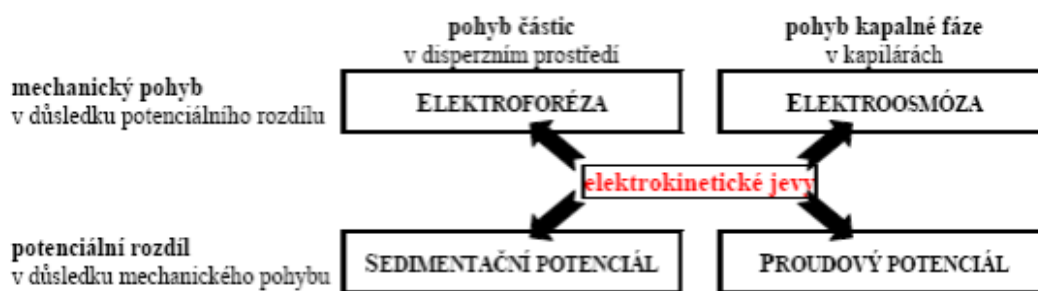 pohyb částic
v disperzním prostředí
pohyb kapalné fáze
v kapilárách
mechanický pohyb
v důsledku potenciálního rozdílu
ELEKTROFORÉZA
ELEKTROOSMÓZA
elektrokinetické jevy
potenciální rozdíl
v důsledku mechanického pohybu
SEDIMENTAČNÍ POTENCIÁL
PROUDOVÝ POTENCIÁL